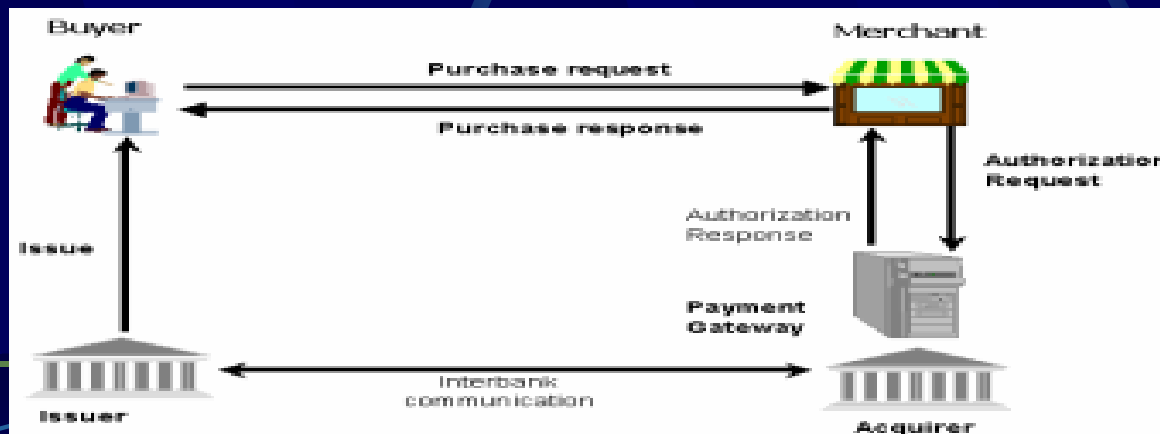 Buyer
Merchant
Purchase request
Purchase response
Authorization
Request
Authorization
Response
Issue
Payment
Gateway
Interbank
communication
Issuer
Acquirer